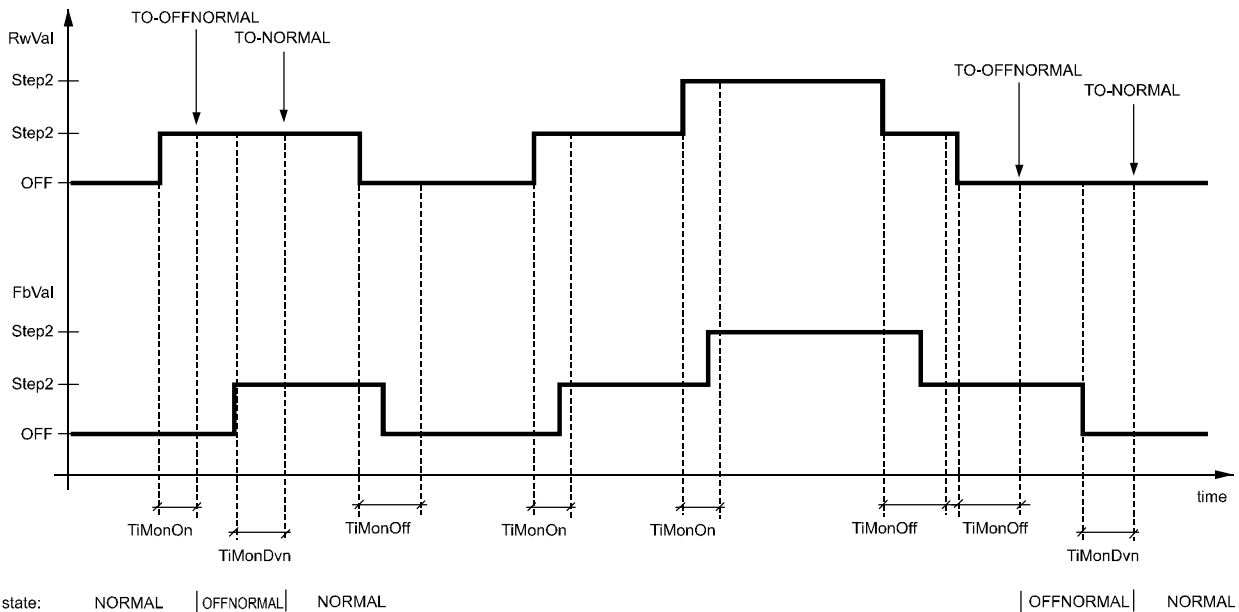 TO-OFFNORMAL
RwVal
TO-NORMAL
Step2
TO-OFFNORMAL
TO-NORMAL
Step2
OFF
FbVal
Step2
Step2
OFF
time
TiMonOn
TiMonOff
TiMonOn
TiMonOn
TiMonOff
TiMonOff
TiMonDvn
TiMonDvn
state: NORMAL OFFNORMAL NORMAL OFFNORMAL NORMAL